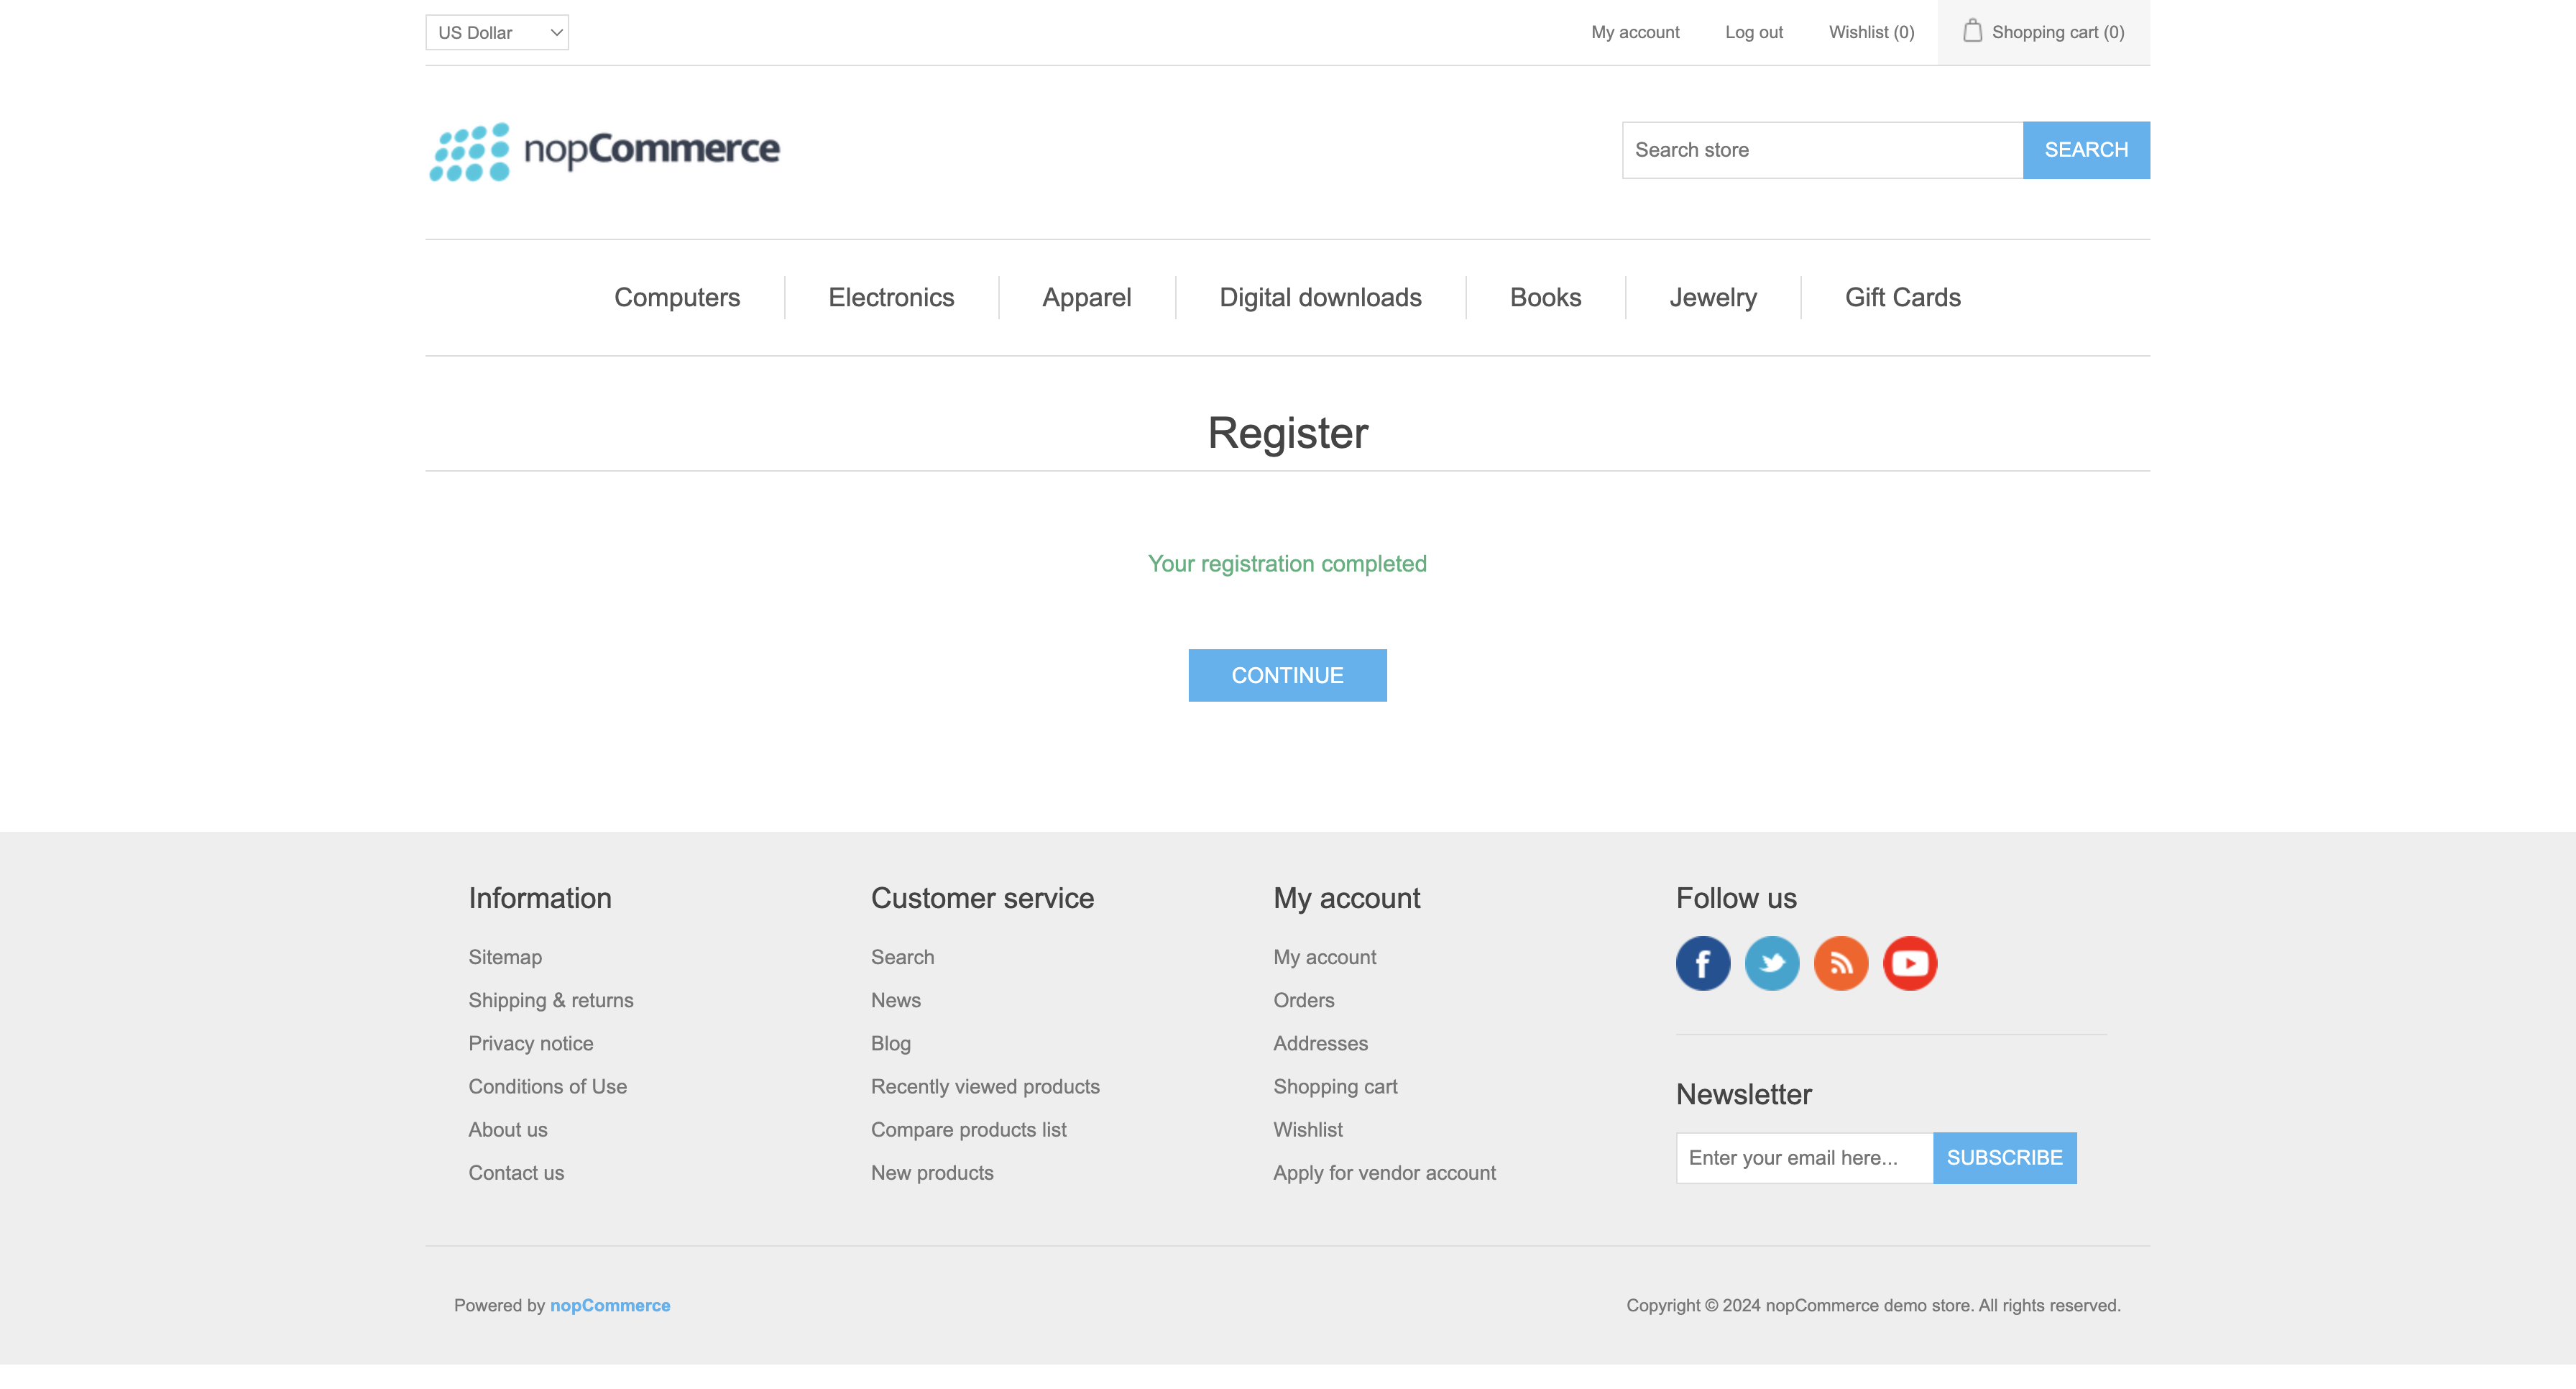 US Dollar
My account
Log out
Wishlist (0)
Shopping cart (0)
nopCommerce
Search store
SEARCH
Computers
Electronics
Apparel
Digital downloads
Books
Jewelry
Gift Cards
Register
Your registration completed
CONTINUE
Information
Sitemap
Shipping & returns
Privacy notice
Conditions of Use
About us
Contact us
Customer service
Search
News
Blog
Recently viewed products
Compare products list
New products
My account
My account
Orders
Addresses
Shopping cart
Wishlist
Apply for vendor account
Follow us
Newsletter
Enter your email here...
SUBSCRIBE
Powered by nopCommerce
Copyright © 2024 nopCommerce demo store. All rights reserved.